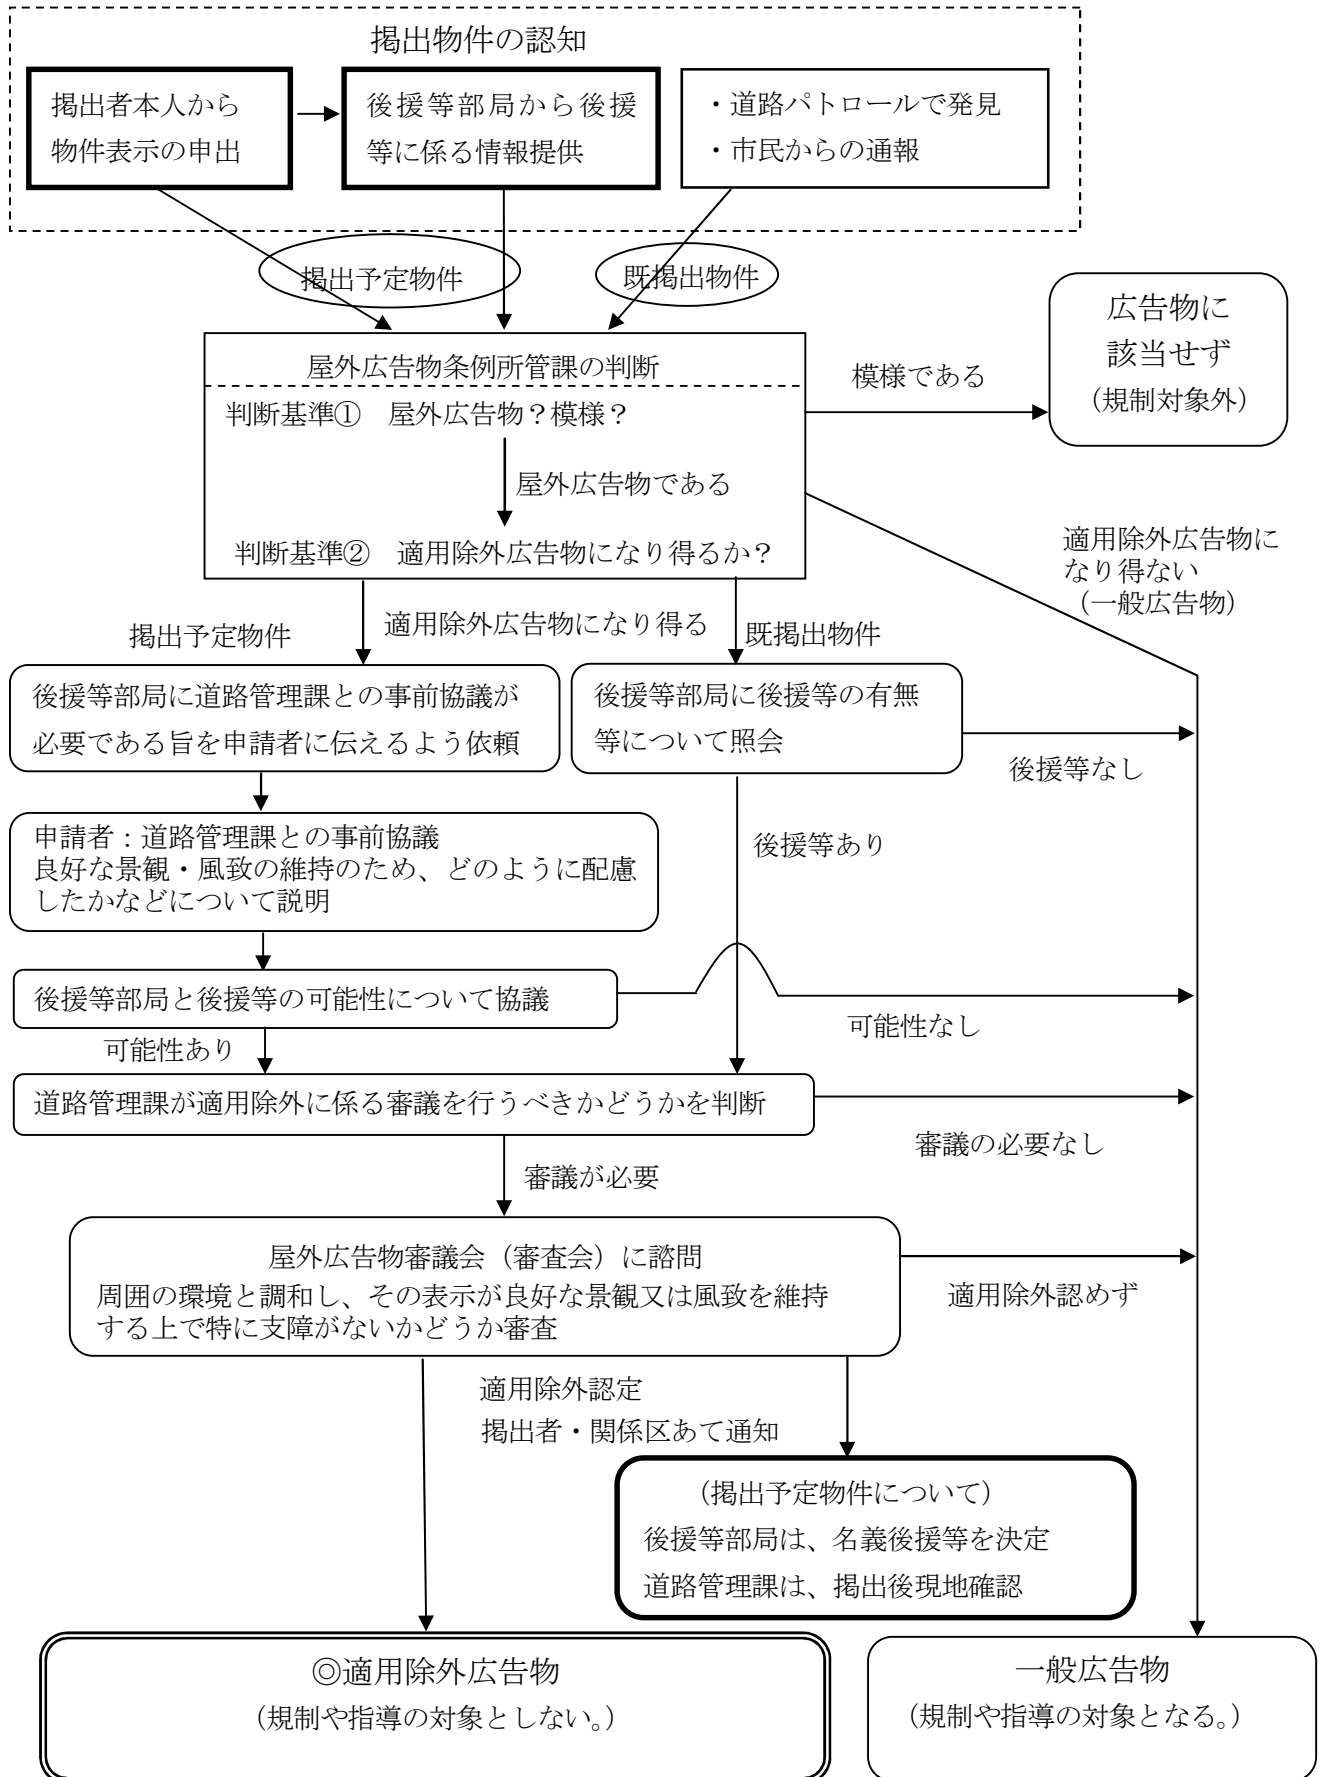 掲出物件の認知
掲出者本人から
物件表示の申出
後援等部局から後援
等に係る情報提供
・道路パトロールで発見
・市民からの通報
掲出予定物件
既掲出物件
広告物に
該当せず
（規制対象外）
屋外広告物条例所管課の判断
模様である
判断基準①　屋外広告物？模様？
屋外広告物である
判断基準②　適用除外広告物になり得るか？
適用除外広告物に
なり得ない
（一般広告物）
掲出予定物件
適用除外広告物になり得る
既掲出物件
後援等部局に道路管理課との事前協議が
必要である旨を申請者に伝えるよう依頼
後援等部局に後援等の有無
等について照会
後援等なし
申請者：道路管理課との事前協議
良好な景観・風致の維持のため、どのように配慮
したかなどについて説明
後援等あり
後援等部局と後援等の可能性について協議
可能性なし
可能性あり
道路管理課が適用除外に係る審議を行うべきかどうかを判断
審議の必要なし
審議が必要
屋外広告物審議会（審査会）に諮問
周囲の環境と調和し、その表示が良好な景観又は風致を維持
する上で特に支障がないかどうか審査
適用除外認めず
適用除外認定
掲出者・関係区あて通知
（掲出予定物件について）
後援等部局は、名義後援等を決定
道路管理課は、掲出後現地確認
◎適用除外広告物
（規制や指導の対象としない。）
一般広告物
（規制や指導の対象となる。）